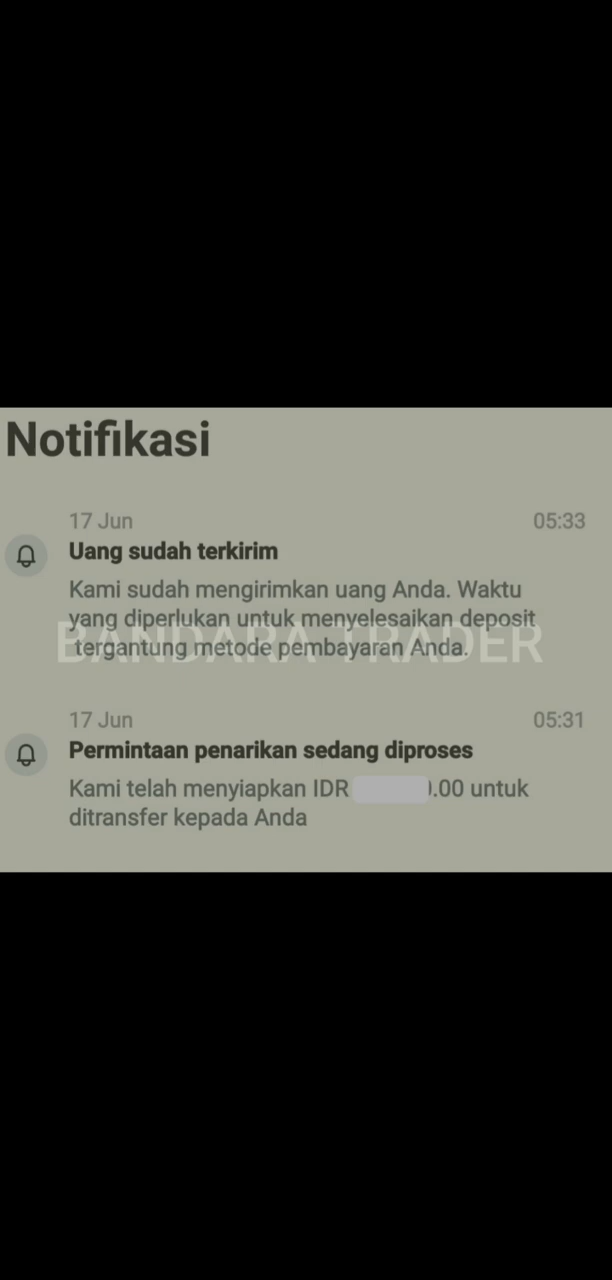 Notifikasi
17 Jun 05:33
Uang sudah terkirim
Kami sudah mengirimkan uang Anda. Waktu
yang diperlukan untuk menyelesaikan deposit
tergantung metode pembayaran Anda.
BANDARA TRADER
17 Jun 05:31
Permintaan penarikan sedang diproses
Kami telah menyiapkan IDR .00 untuk
ditransfer kepada Anda